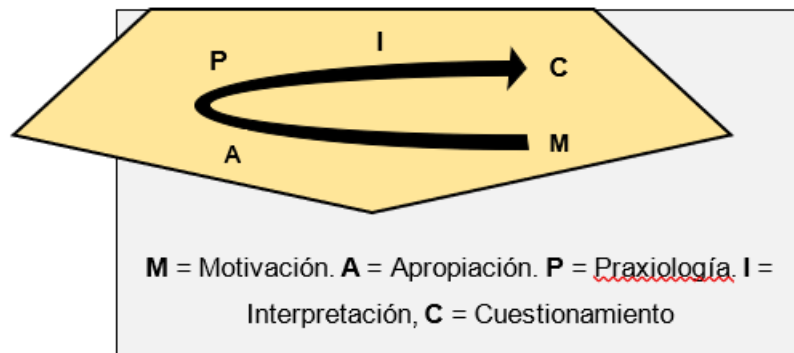 I
P
C
A
M
M = Motivación. A = Apropiación. P = Praxiología. I =
Interpretación, C = Cuestionamiento